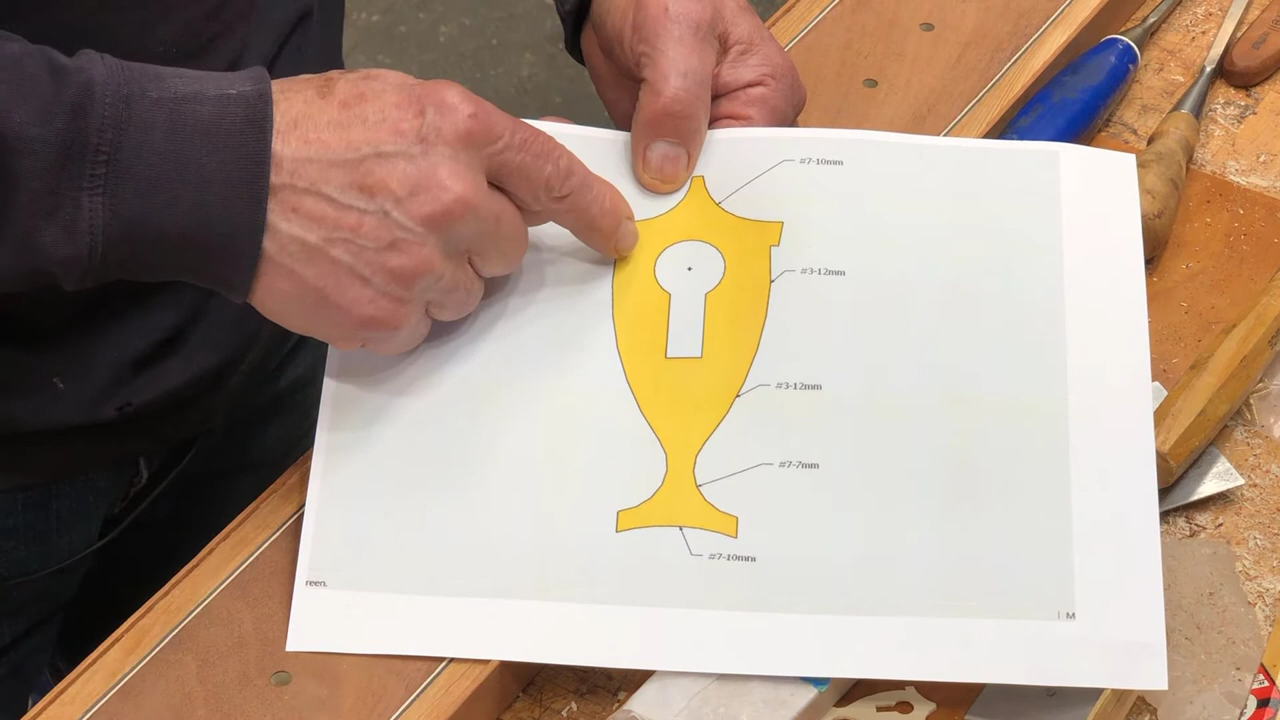 #7-10mm
#3-12mm
#3-12mm
#7-7mm
#7-10mm
reen.
| M